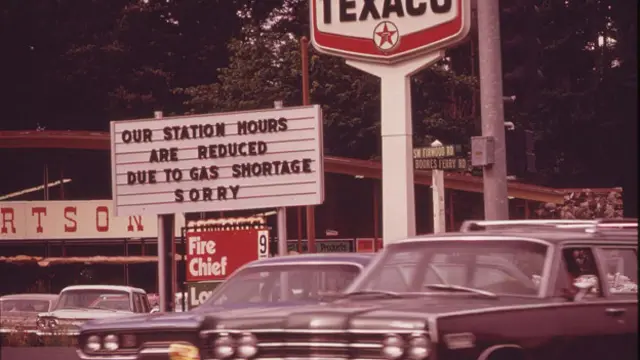 TEXACO
T
OUR STATION HOURS
ARE REDUCED
DUE TO GAS SHORTAGE
SORRY
SW FIRWOOD RD
BOONES FERRY RD
RTSON
Fire
Chief
9